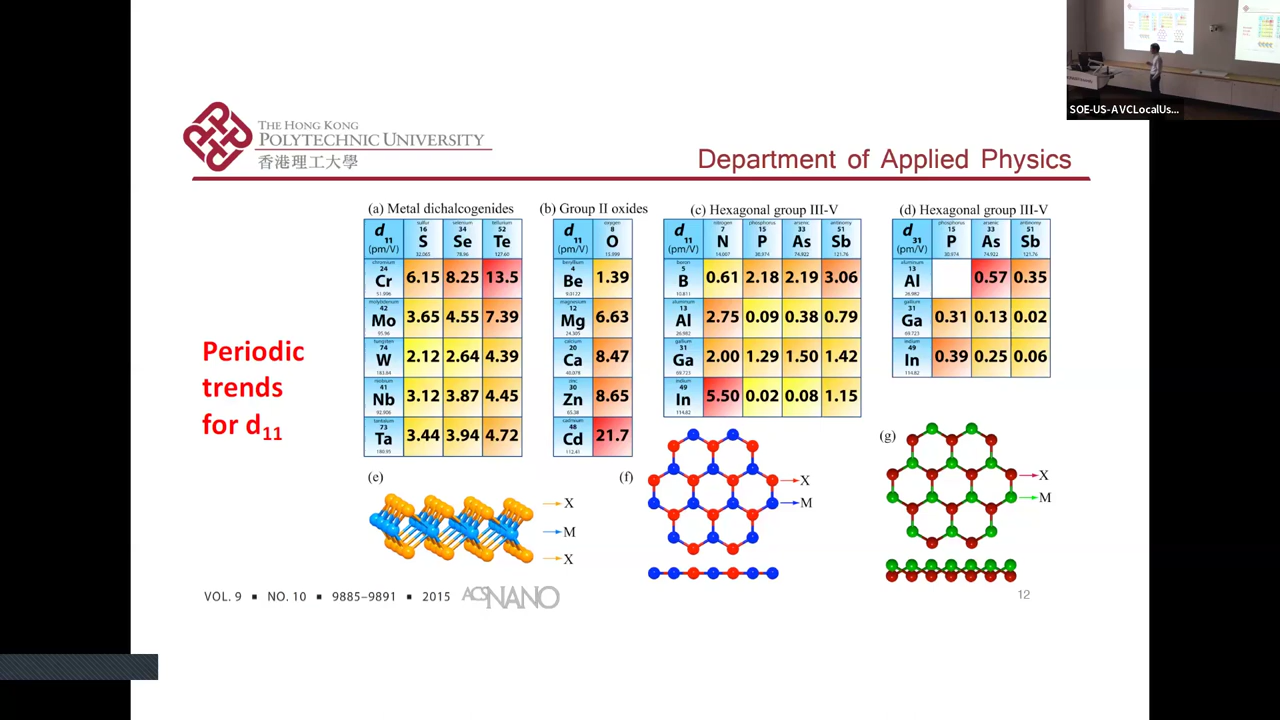 SOE-US-AVCLocalUs...
THE HONG KONG
POLYTECHNIC UNIVERSITY
香港理工大學
Department of Applied Physics
Periodic
trends
for d11
(a) Metal dichalcogenides
d11 (pm/V) sulfur 16 S 32.065 selenium 34 Se 78.96 tellurium 52 Te 127.60
chromium 24 Cr 51.996 6.15 8.25 13.5
molybdenum 42 Mo 95.96 3.65 4.55 7.39
tungsten 74 W 183.84 2.12 2.64 4.39
niobium 41 Nb 92.906 3.12 3.87 4.45
tantalum 73 Ta 180.95 3.44 3.94 4.72
(b) Group II oxides
d11 (pm/V) oxygen 8 O 15.999
beryllium 4 Be 9.0122 1.39
magnesium 12 Mg 24.305 6.63
calcium 20 Ca 40.078 8.47
zinc 30 Zn 65.38 8.65
cadmium 48 Cd 112.41 21.7
(c) Hexagonal group III-V
d11 (pm/V) nitrogen 7 N 14.007 phosphorus 15 P 30.974 arsenic 33 As 74.922 antimony 51 Sb 121.76
boron 5 B 10.811 0.61 2.18 2.19 3.06
aluminum 13 Al 26.982 2.75 0.09 0.38 0.79
gallium 31 Ga 69.723 2.00 1.29 1.50 1.42
indium 49 In 114.82 5.50 0.02 0.08 1.15
(d) Hexagonal group III-V
d31 (pm/V) phosphorus 15 P 30.974 arsenic 33 As 74.922 antimony 51 Sb 121.76
aluminum 13 Al 26.982 0.57 0.35
gallium 31 Ga 69.723 0.31 0.13 0.02
indium 49 In 114.82 0.39 0.25 0.06
(e)
X
M
X
(f)
X
M
(g)
X
M
VOL. 9 ■ NO. 10 ■ 9885–9891 ■ 2015 ACS NANO
12